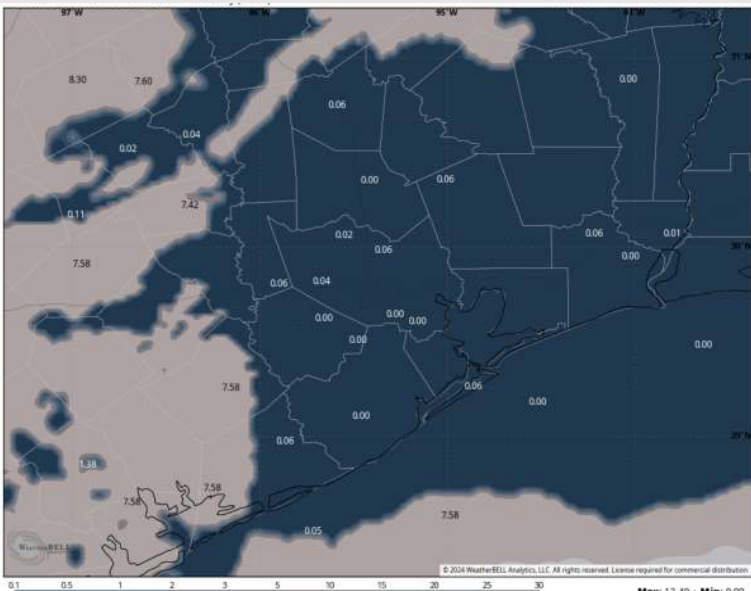 97°W 96°W 95°W
31°N
0.00
8.30 7.60
0.06
0.04
0.02
0.00 0.06
7.42
0.11
0.02 0.06 0.01
0.06 30°N
0.00
7.58
0.04
0.06
0.00 0.00 0.00
0.00 0.00
7.58 0.06
0.00
0.00
0.06 29°N
1.38
7.58 7.58
7.58
0.05
WeatherBELL
© 2024 WeatherBELL Analytics, LLC. All rights reserved. License required for commercial distribution
0.1 0.5 1 2 3 5 10 15 20 25 30